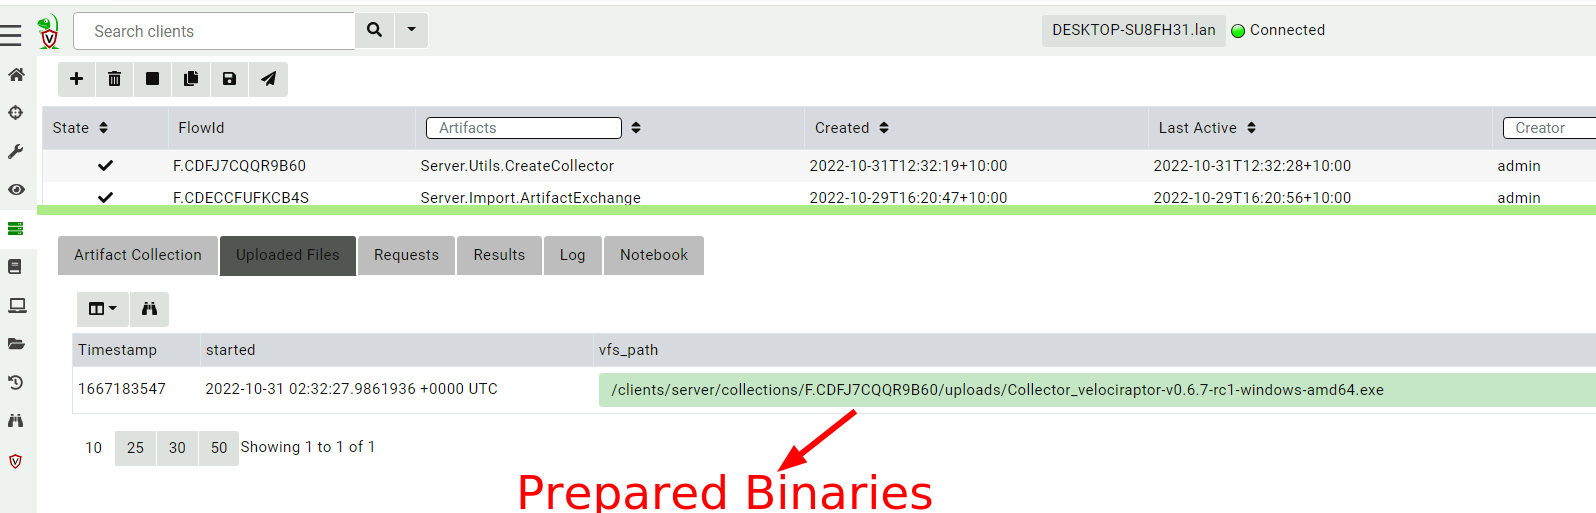 Search clients DESKTOP-SU8FH31.lan Connected
State FlowId Artifacts Created Last Active Creator
F.CDFJ7CQQR9B60 Server.Utils.CreateCollector 2022-10-31T12:32:19+10:00 2022-10-31T12:32:28+10:00 admin
F.CDECCFUFKCB4S Server.Import.ArtifactExchange 2022-10-29T16:20:47+10:00 2022-10-29T16:20:56+10:00 admin
Artifact Collection Uploaded Files Requests Results Log Notebook
Timestamp started vfs_path
1667183547 2022-10-31 02:32:27.9861936 +0000 UTC /clients/server/collections/F.CDFJ7CQQR9B60/uploads/Collector_velociraptor-v0.6.7-rc1-windows-amd64.exe
10 25 30 50 Showing 1 to 1 of 1
Prepared Binaries